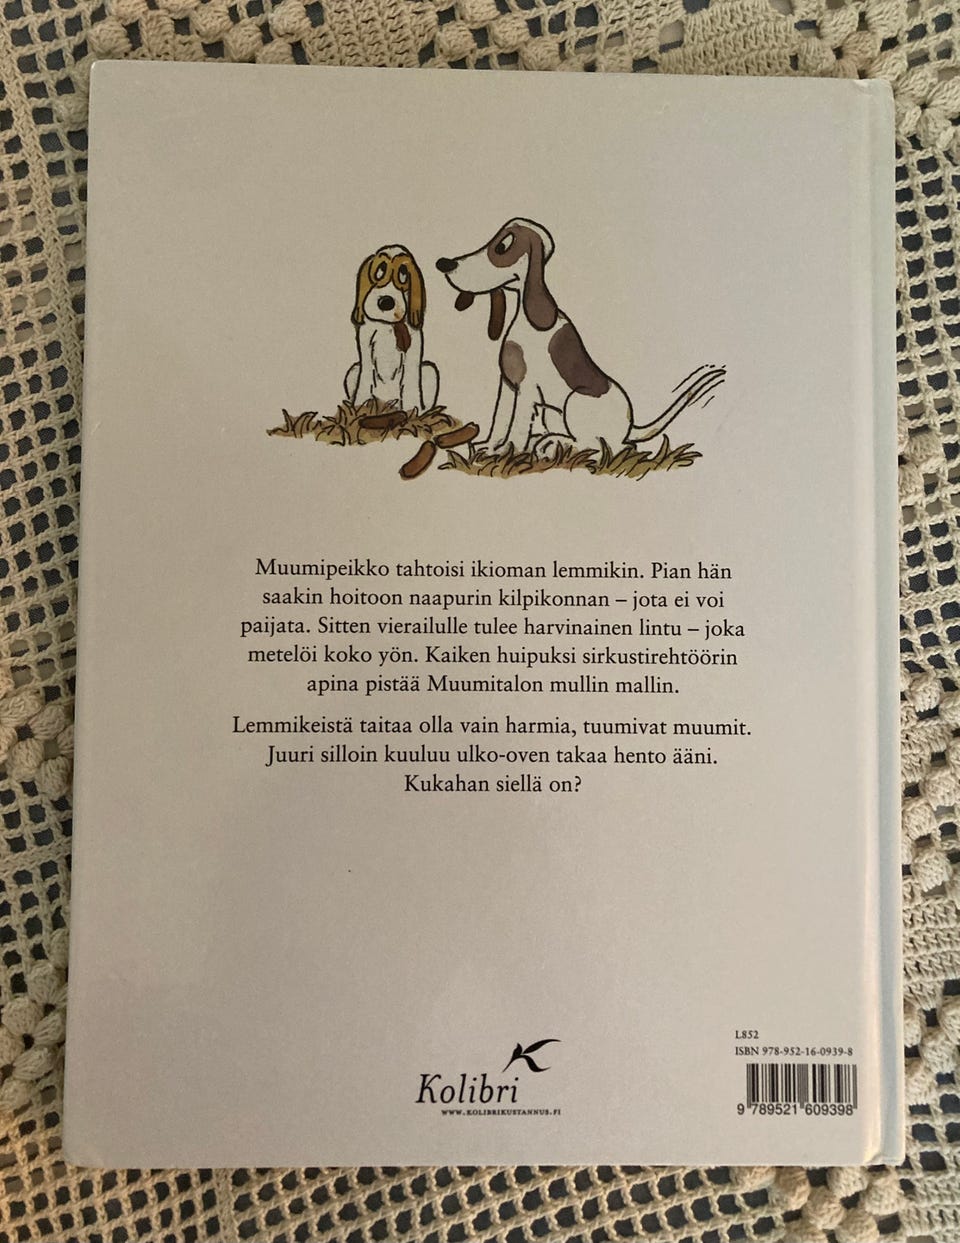 Muumipeikko tahtoisi ikioman lemmikin. Pian hän
saakin hoitoon naapurin kilpikonnan – jota ei voi
paijata. Sitten vierailulle tulee harvinainen lintu – joka
metelöi koko yön. Kaiken huipuksi sirkustirehtöörin
apina pistää Muumitalon mullin mallin.
Lemmikeistä taitaa olla vain harmia, tuumivat muumit.
Juuri silloin kuuluu ulko-oven takaa hento ääni.
Kukahan siellä on?
Kolibri
WWW.KOLIBRIKUSTANNUS.FI
L852
ISBN 978-952-16-0939-8
9 789521 609398